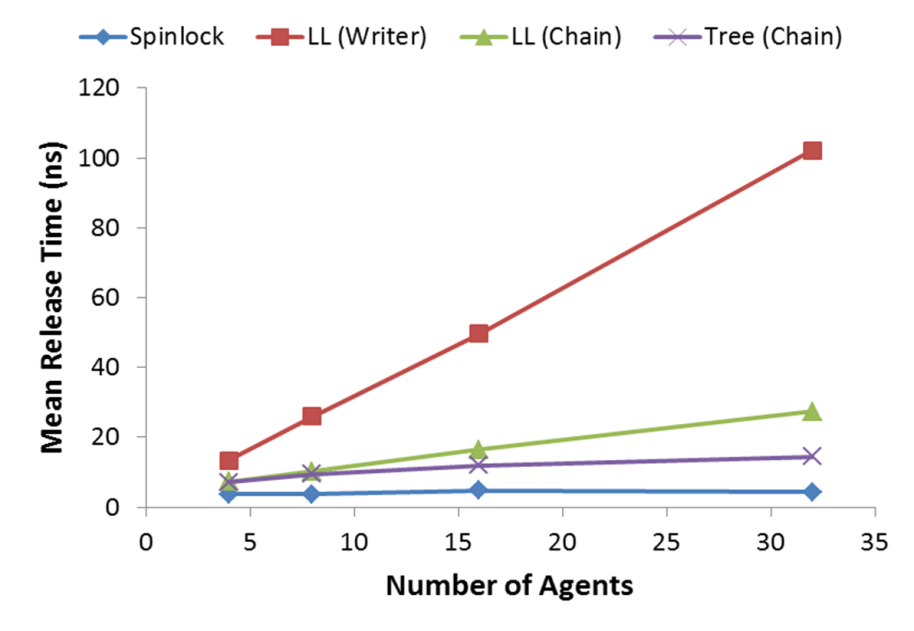 Spinlock LL (Writer) LL (Chain) Tree (Chain)
120
100
80
60
40
20
0
Mean Release Time (ns)
0 5 10 15 20 25 30 35
Number of Agents